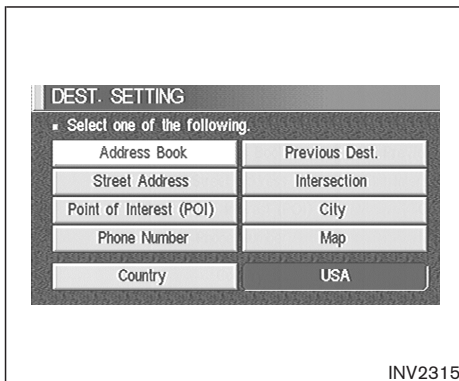 DEST. SETTING
Select one of the following.
Address Book Previous Dest.
Street Address Intersection
Point of Interest (POI) City
Phone Number Map
Country USA
INV2315